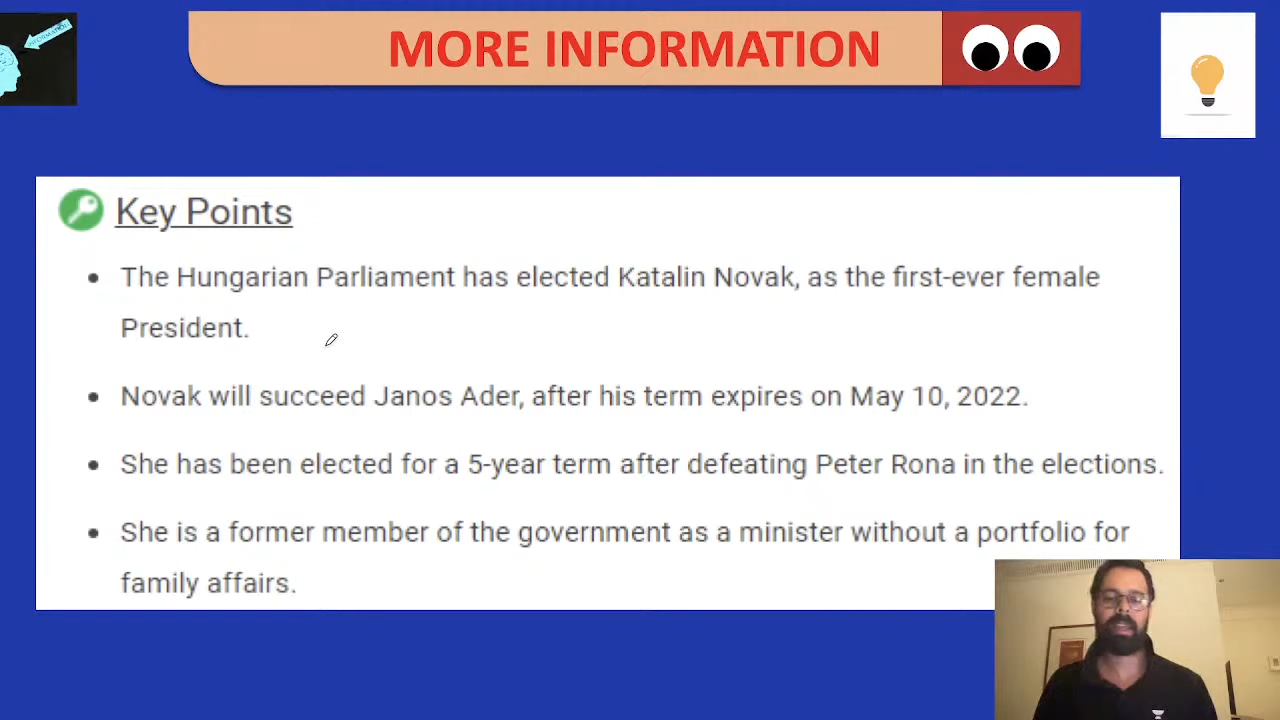 INFORMATION
MORE INFORMATION
Key Points
The Hungarian Parliament has elected Katalin Novak, as the first-ever female
President.
Novak will succeed Janos Ader, after his term expires on May 10, 2022.
She has been elected for a 5-year term after defeating Peter Rona in the elections.
She is a former member of the government as a minister without a portfolio for
family affairs.